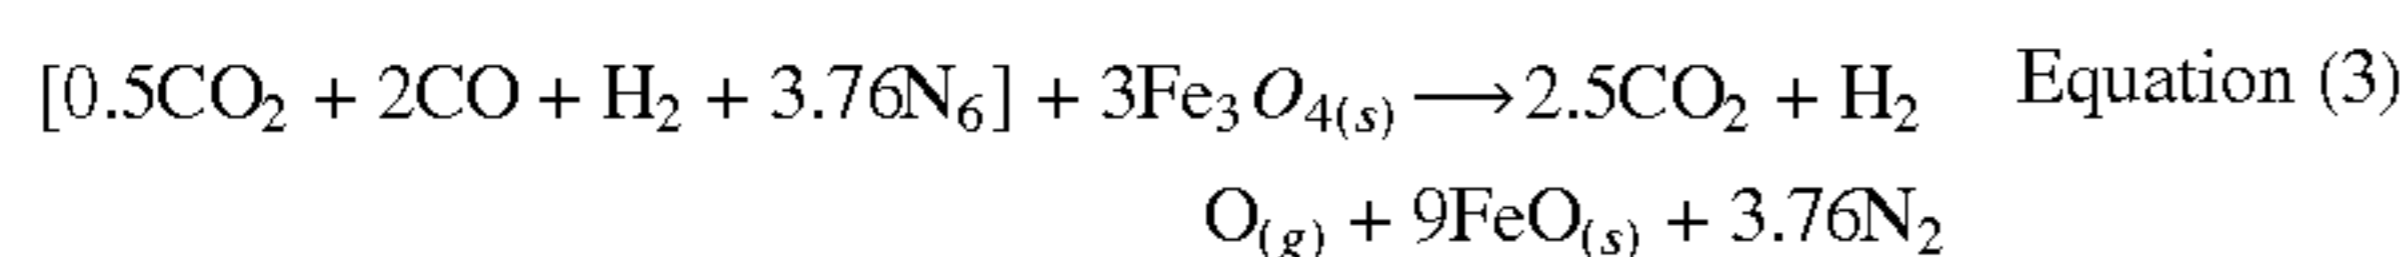 [0.5CO₂ + 2CO + H₂ + 3.76N₆] + 3Fe₃O₄₍ₛ₎ ⟶ 2.5CO₂ + H₂ Equation (3)
O₍g₎ + 9FeO₍ₛ₎ + 3.76N₂